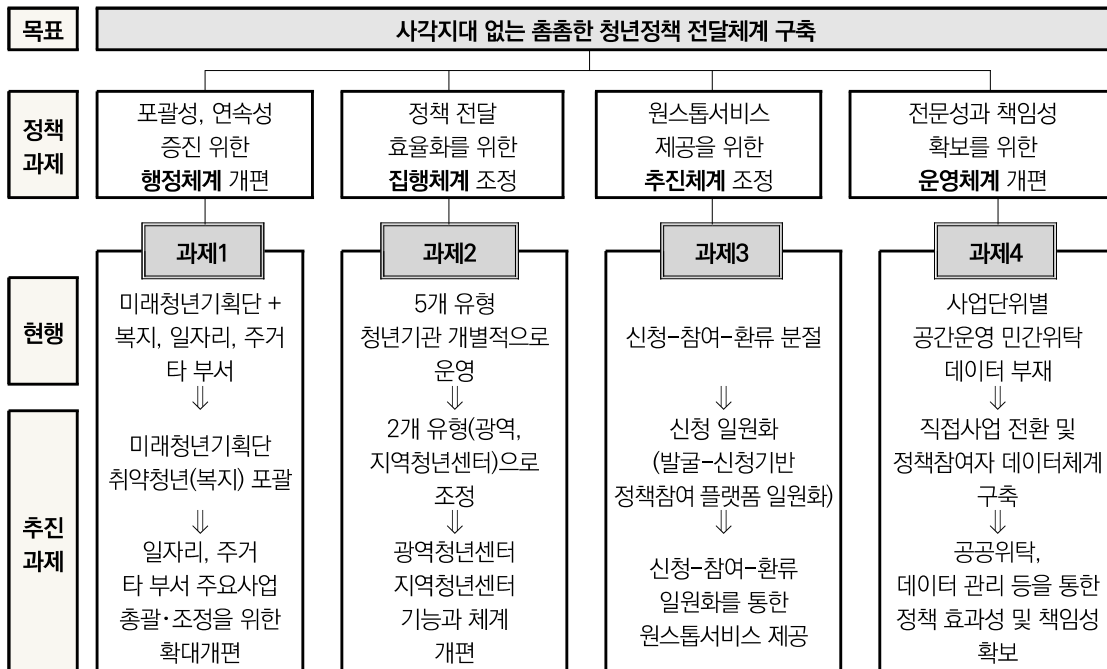 목표
사각지대 없는 촘촘한 청년정책 전달체계 구축
정책
과제
포괄성, 연속성
증진 위한
행정체계 개편
정책 전달
효율화를 위한
집행체계 조정
원스톱서비스
제공을 위한
추진체계 조정
전문성과 책임성
확보를 위한
운영체계 개편
과제1
과제2
과제3
과제4
현행
미래청년기획단 +
복지, 일자리, 주거
타 부서
5개 유형
청년기관 개별적으로
운영
신청-참여-환류 분절
사업단위별
공간운영 민간위탁
데이터 부재
⇓
⇓
⇓
⇓
추진
과제
미래청년기획단
취약청년(복지) 포괄
2개 유형(광역,
지역청년센터)으로
조정
신청 일원화
(발굴-신청기반
정책참여 플랫폼 일원화)
직접사업 전환 및
정책참여자 데이터체계
구축
⇓
⇓
⇓
⇓
일자리, 주거
타 부서 주요사업
총괄·조정을 위한
확대개편
광역청년센터
지역청년센터
기능과 체계
개편
신청-참여-환류
일원화를 통한
원스톱서비스 제공
공공위탁,
데이터 관리 등을 통한
정책 효과성 및 책임성
확보